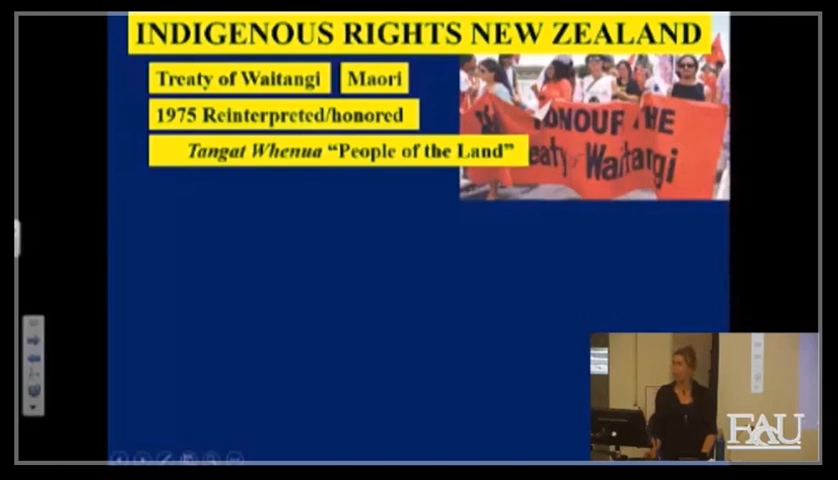 INDIGENOUS RIGHTS NEW ZEALAND
Treaty of Waitangi
Maori
1975 Reinterpreted/honored
Tangat Whenua “People of the Land”
HONOUR THE
eaty of Waitangi
FAU